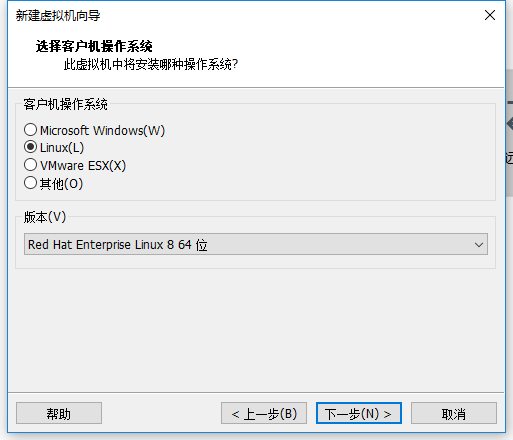 新建虚拟机向导
选择客户机操作系统
此虚拟机中将安装哪种操作系统?
客户机操作系统
Microsoft Windows(W)
Linux(L)
VMware ESX(X)
其他(O)
版本(V)
Red Hat Enterprise Linux 8 64 位
帮助
< 上一步(B)
下一步(N) >
取消